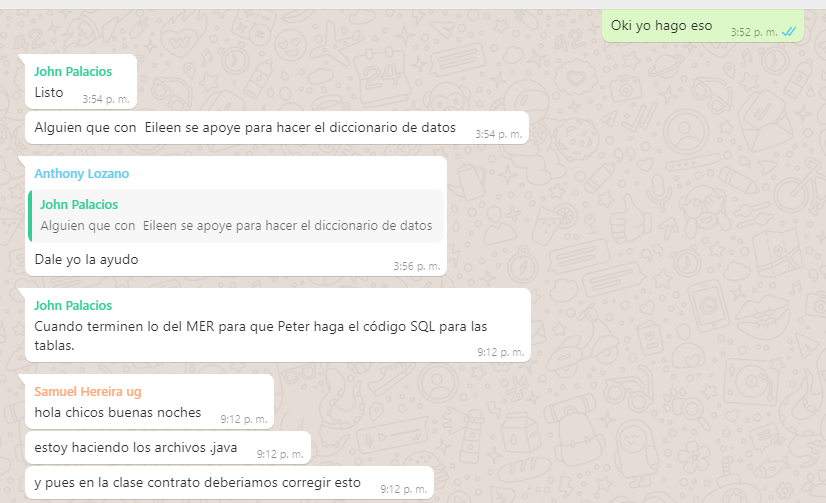 Oki yo hago eso
3:52 p. m.
John Palacios
Listo
3:54 p. m.
Alguien que con  Eileen se apoye para hacer el diccionario de datos
3:54 p. m.
Anthony Lozano
John Palacios
Alguien que con  Eileen se apoye para hacer el diccionario de datos
Dale yo la ayudo
3:56 p. m.
John Palacios
Cuando terminen lo del MER para que Peter haga el código SQL para las
tablas.
9:12 p. m.
Samuel Hereira ug
hola chicos buenas noches
9:12 p. m.
estoy haciendo los archivos .java
9:12 p. m.
y pues en la clase contrato deberiamos corregir esto
9:12 p. m.